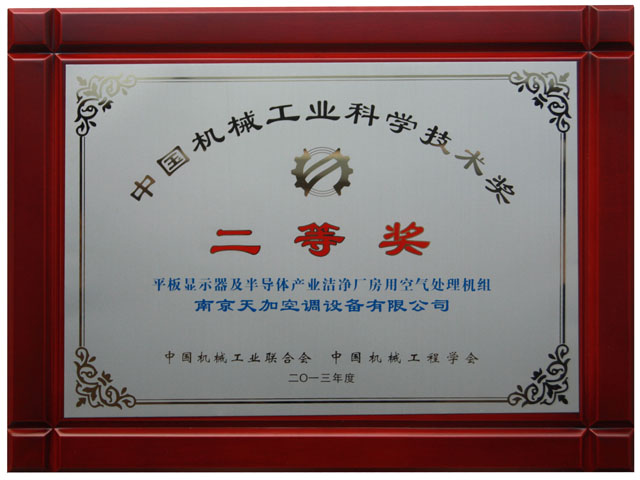 中国机械工业科学技术奖
二等奖
平板显示器及半导体产业洁净厂房用空气处理机组
南京天加空调设备有限公司
中国机械工业联合会 中国机械工程学会
二〇一三年度